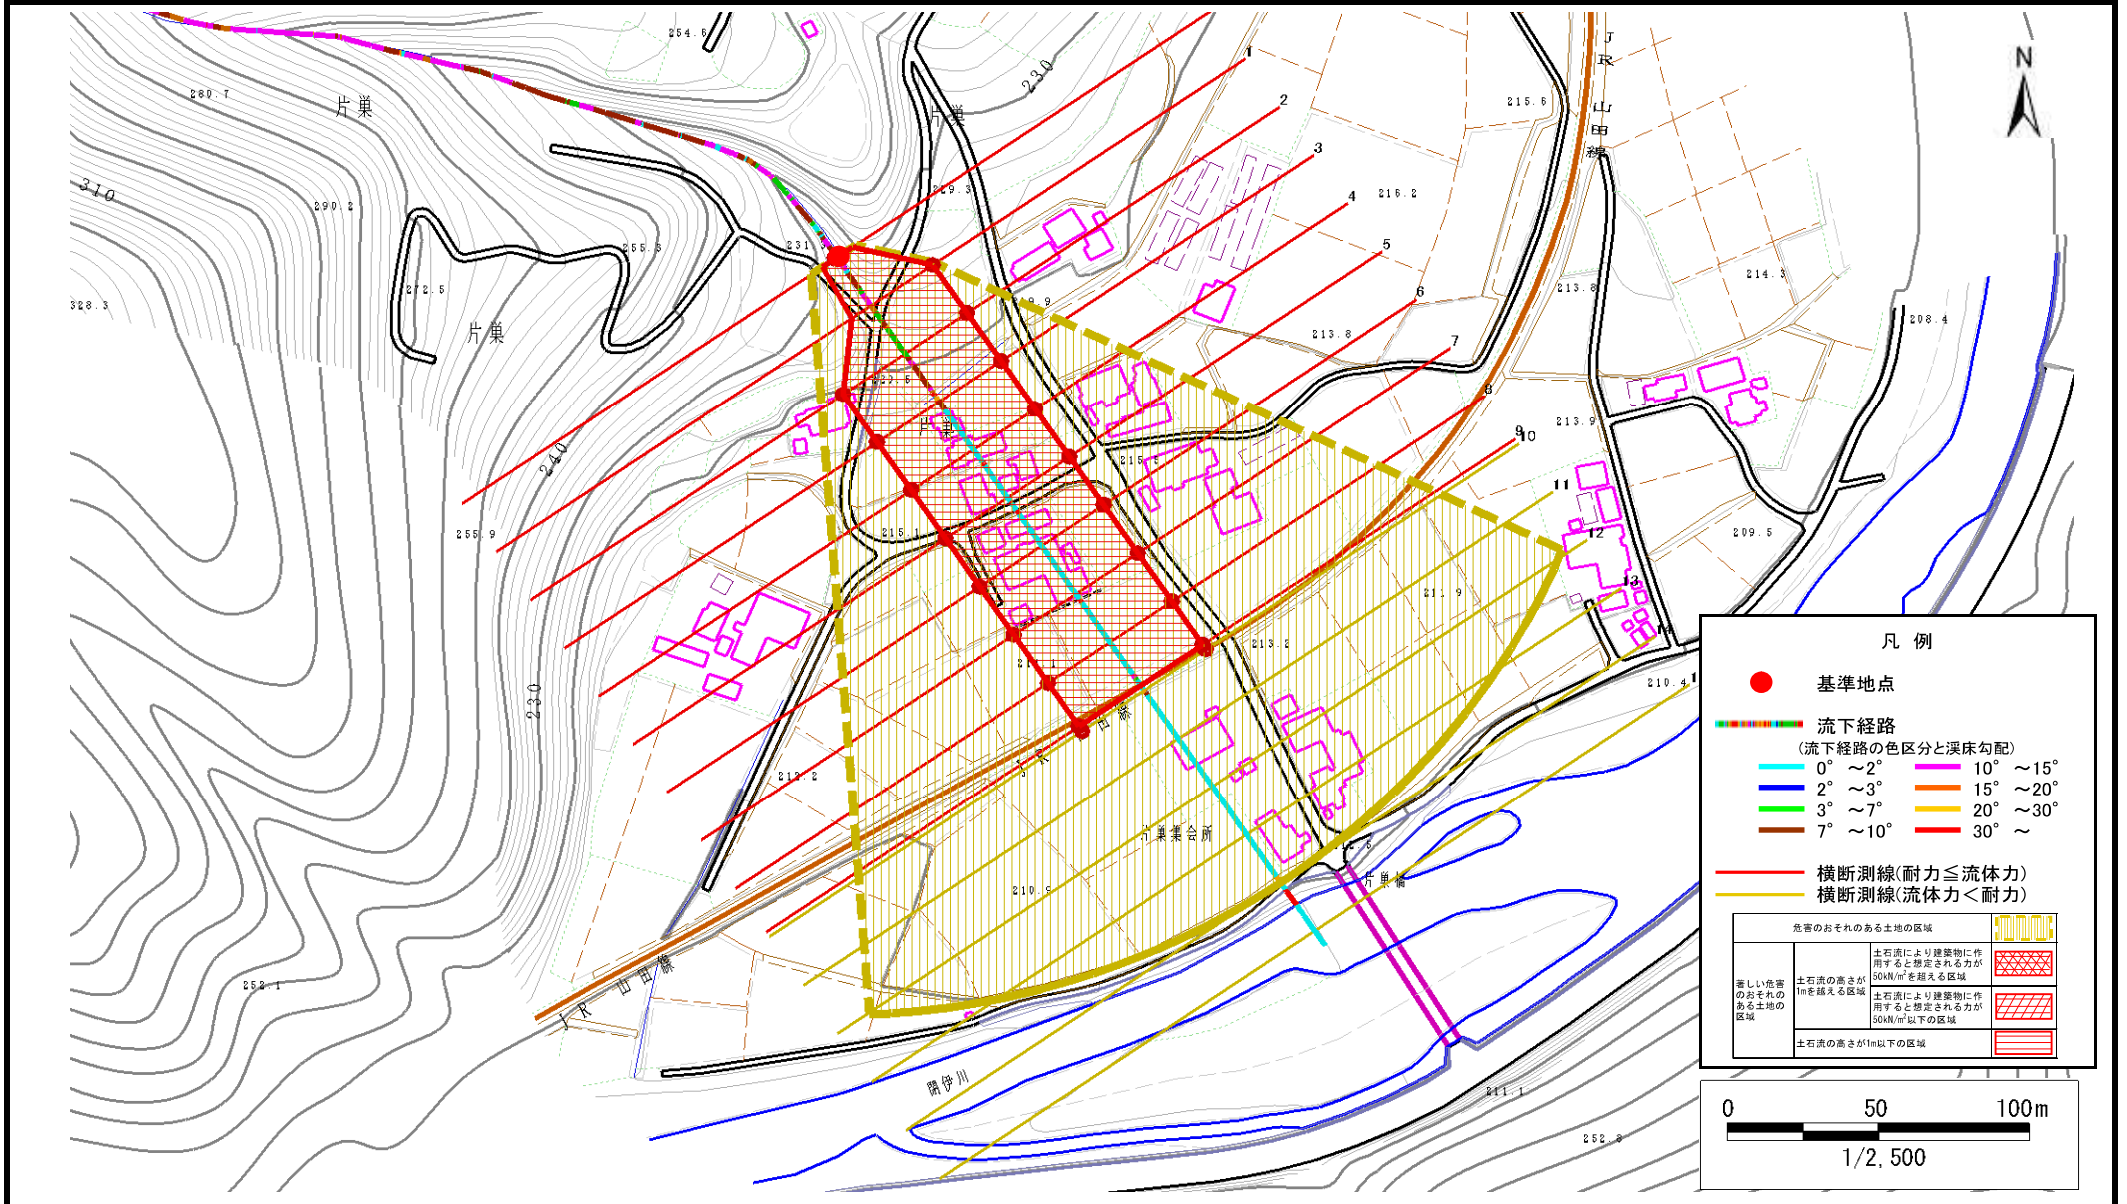 254.6
1
230
JR山田線
N
280.7
片巣
2
215.6
片巣
3
310
290.2
229.3
4
216.2
255.3
5
231.
214.3
272.5
6
213.8
328.3
片巣
213.8
208.4
7
8
213.9
片巣
9
10
240
215.
11
255.9
215.1
12
209.5
13
211.9
14
213.2
230
210.4
1
212.2
JR
片巣集会所
片巣橋
210.9
JR山田線
252.1
閉伊川
211.1
252.8
凡 例
基準地点
流下経路
(流下経路の色区分と渓床勾配)
0° ～2°
10° ～15°
2° ～3°
15° ～20°
3° ～7°
20° ～30°
7° ～10°
30° ～
横断測線(耐力≦流体力)
横断測線(流体力＜耐力)
危害のおそれのある土地の区域
著しい危害
のおそれの
ある土地の
区域
土石流の高さが
1mを越える区域
土石流により建築物に作
用すると想定される力が
50kN/㎡を超える区域
土石流により建築物に作
用すると想定される力が
50kN/㎡以下の区域
土石流の高さが1m以下の区域
0 50 100m
1/2,500